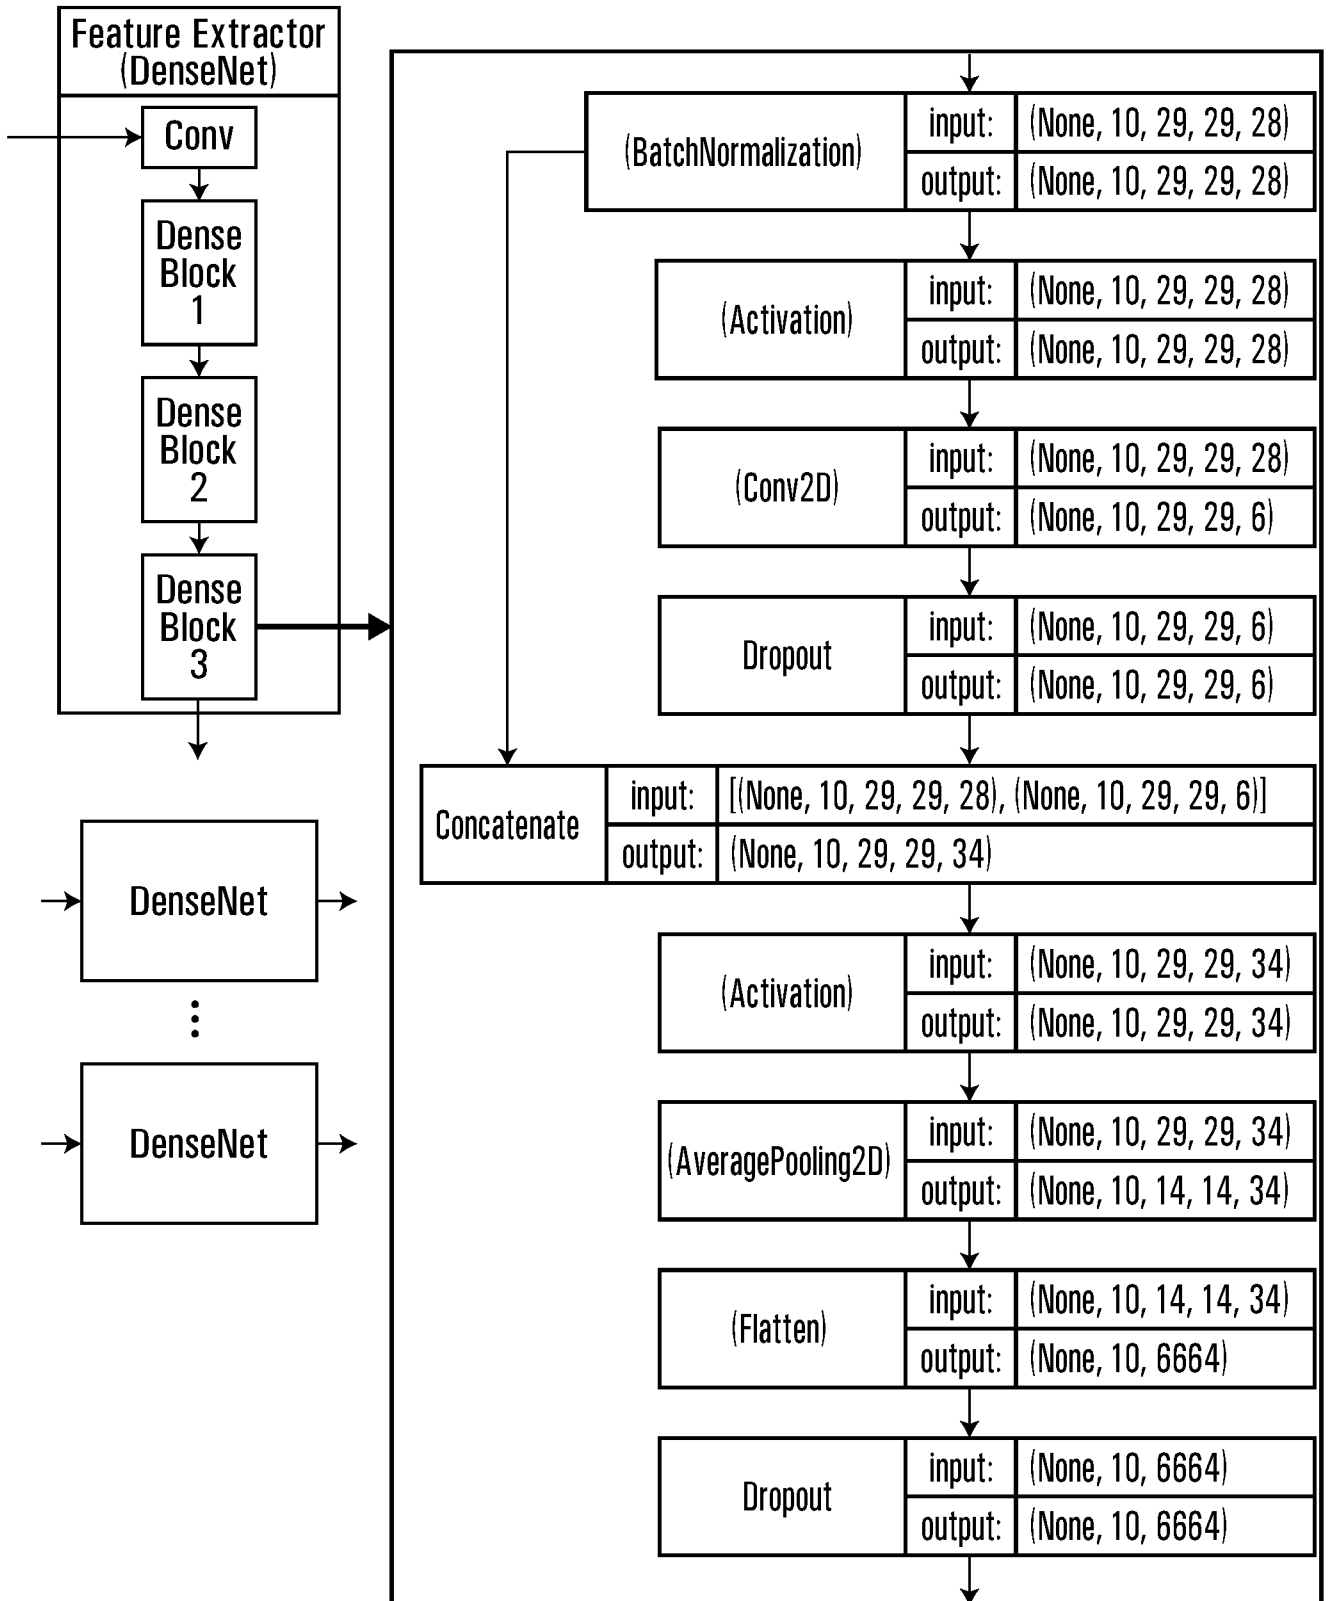 Feature Extractor
(DenseNet)
Conv
Dense
Block
1
Dense
Block
2
Dense
Block
3
DenseNet
DenseNet
(BatchNormalization)
input: (None, 10, 29, 29, 28)
output: (None, 10, 29, 29, 28)
(Activation)
input: (None, 10, 29, 29, 28)
output: (None, 10, 29, 29, 28)
(Conv2D)
input: (None, 10, 29, 29, 28)
output: (None, 10, 29, 29, 6)
Dropout
input: (None, 10, 29, 29, 6)
output: (None, 10, 29, 29, 6)
Concatenate
input: [(None, 10, 29, 29, 28), (None, 10, 29, 29, 6)]
output: (None, 10, 29, 29, 34)
(Activation)
input: (None, 10, 29, 29, 34)
output: (None, 10, 29, 29, 34)
(AveragePooling2D)
input: (None, 10, 29, 29, 34)
output: (None, 10, 14, 14, 34)
(Flatten)
input: (None, 10, 14, 14, 34)
output: (None, 10, 6664)
Dropout
input: (None, 10, 6664)
output: (None, 10, 6664)